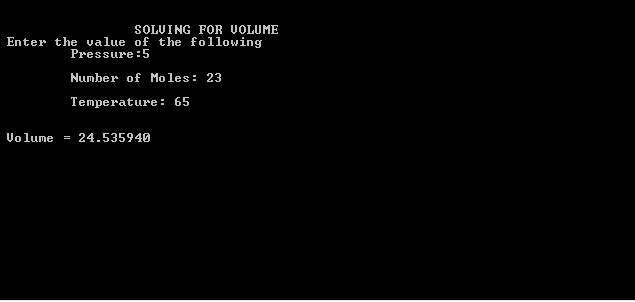 SOLVING FOR VOLUME
Enter the value of the following
Pressure:5
Number of Moles: 23
Temperature: 65
Volume = 24.535940